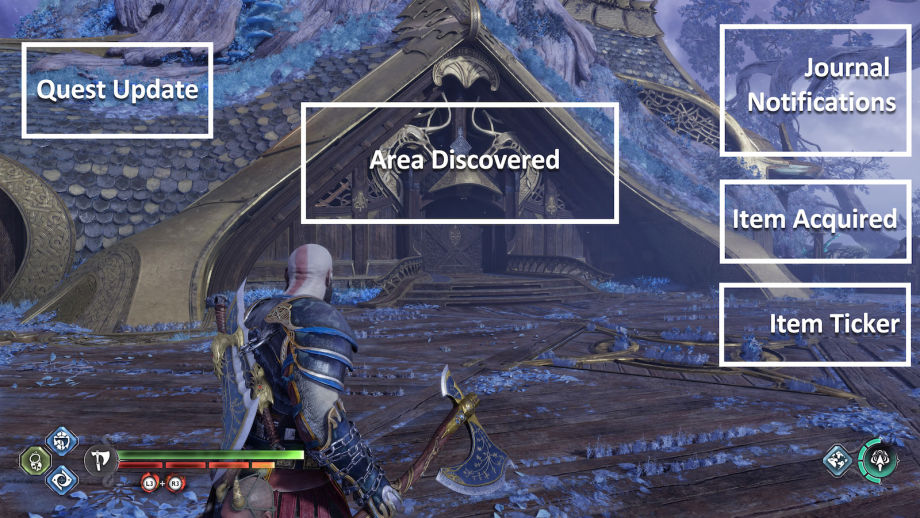 Quest Update
Area Discovered
Journal
Notifications
Item Acquired
Item Ticker
L3 + R3